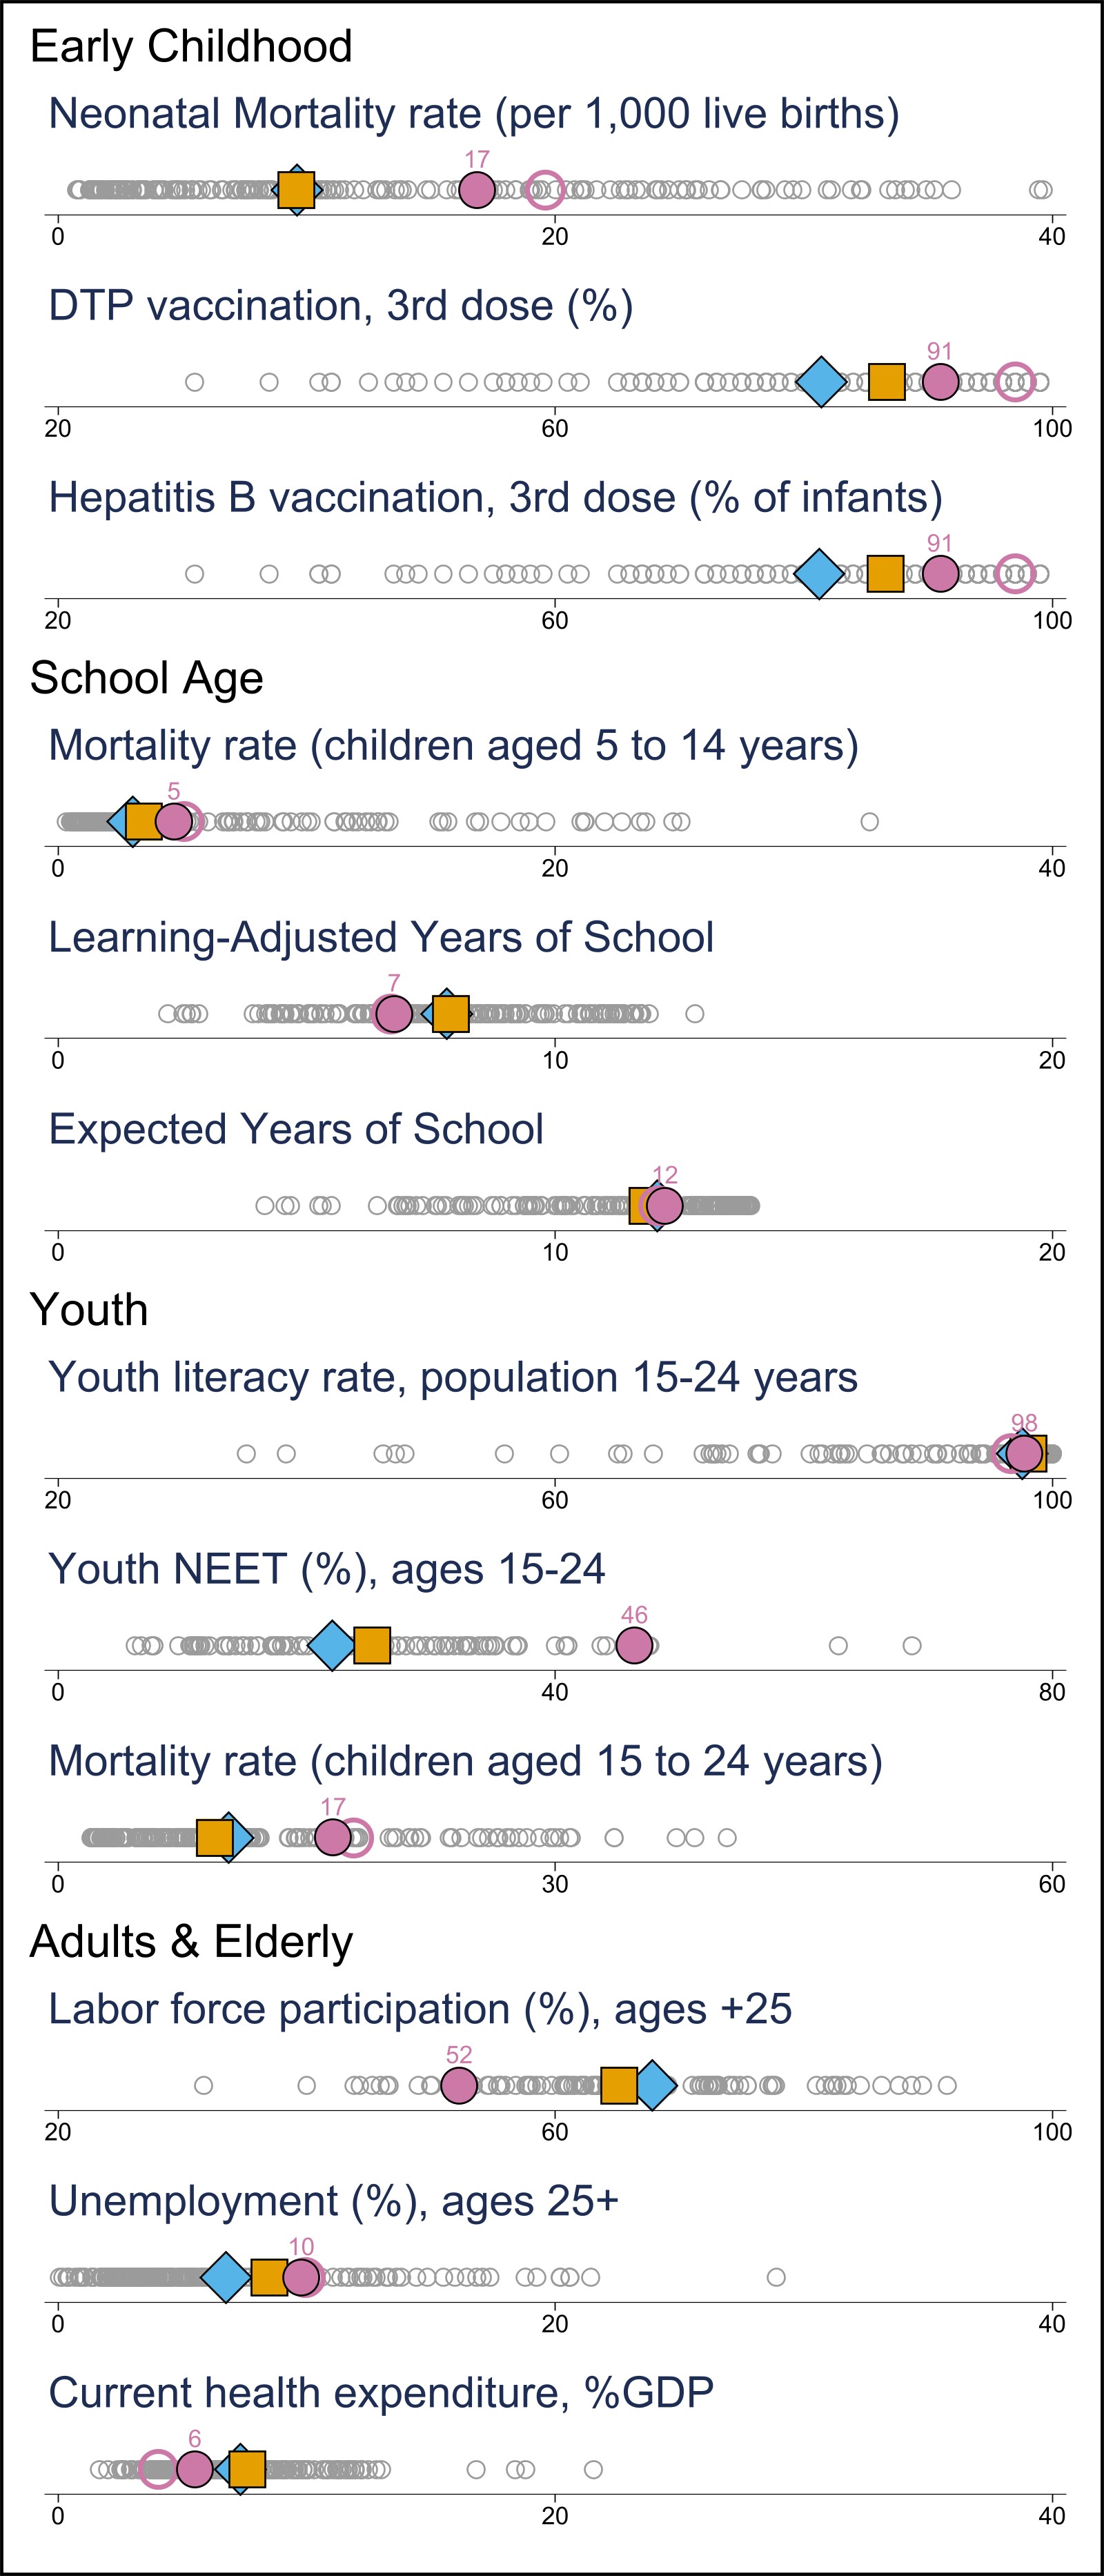 Early Childhood
Neonatal Mortality rate (per 1,000 live births)
17
0 20 40
DTP vaccination, 3rd dose (%)
91
20 60 100
Hepatitis B vaccination, 3rd dose (% of infants)
91
20 60 100
School Age
Mortality rate (children aged 5 to 14 years)
5
0 20 40
Learning-Adjusted Years of School
7
0 10 20
Expected Years of School
12
0 10 20
Youth
Youth literacy rate, population 15-24 years
98
20 60 100
Youth NEET (%), ages 15-24
46
0 40 80
Mortality rate (children aged 15 to 24 years)
17
0 30 60
Adults & Elderly
Labor force participation (%), ages +25
52
20 60 100
Unemployment (%), ages 25+
10
0 20 40
Current health expenditure, %GDP
6
0 20 40